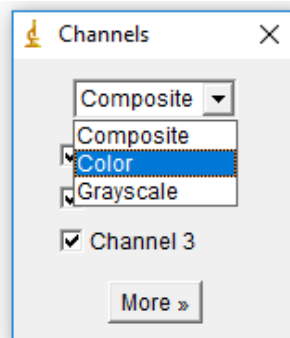 Channels
Composite
Composite
Color
Grayscale
Channel 3
More »